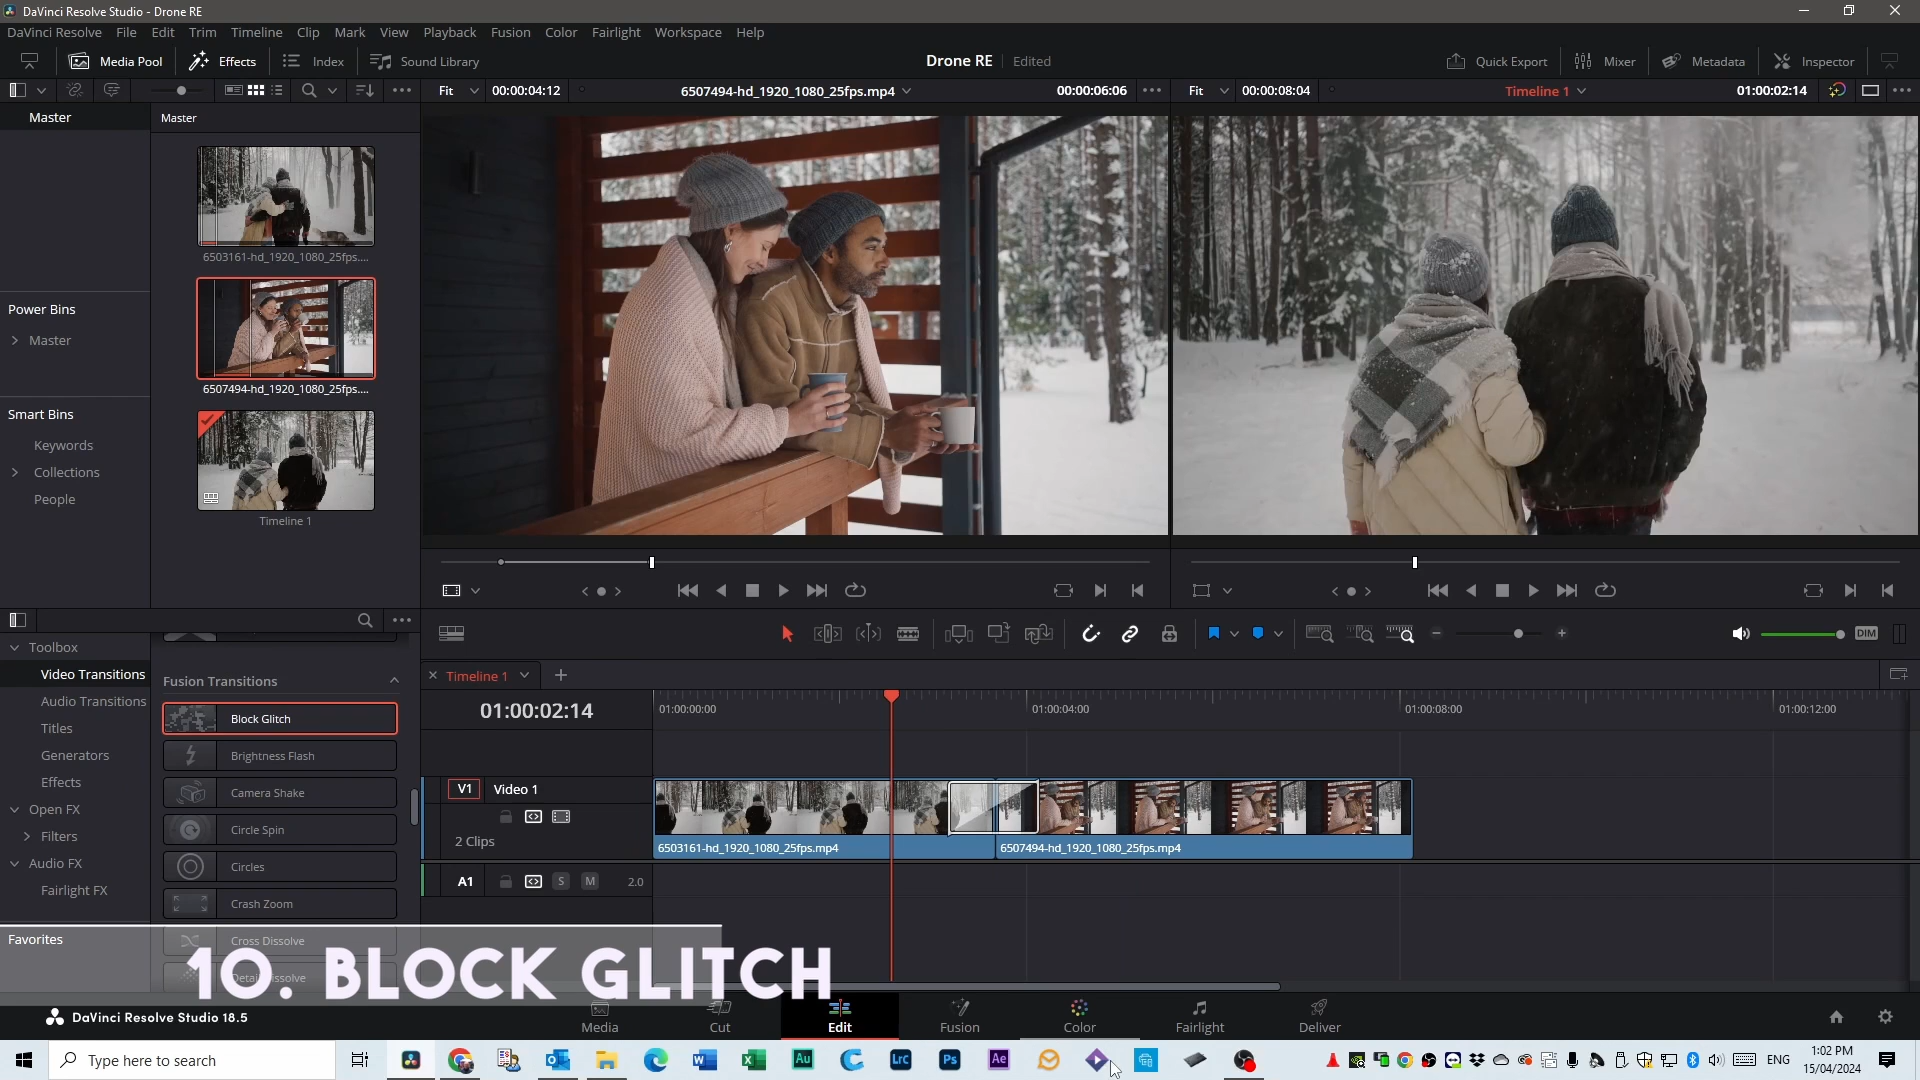 DaVinci Resolve Studio - Drone RE
DaVinci Resolve File Edit Trim Timeline Clip Mark View Playback Fusion Color Fairlight Workspace Help
Media Pool Effects Index Sound Library Drone RE Edited Quick Export Mixer Metadata Inspector
Fit 00:00:04:12 6507494-hd_1920_1080_25fps.mp4 00:00:06:06 Fit 00:00:08:04 Timeline 1 01:00:02:14
Master
Master
6503161-hd_1920_1080_25fps....
6507494-hd_1920_1080_25fps....
Timeline 1
Power Bins
Master
Smart Bins
Keywords
Collections
People
Toolbox
Video Transitions
Audio Transitions
Titles
Generators
Effects
Open FX
Filters
Audio FX
Fairlight FX
Favorites
Fusion Transitions
Block Glitch
Brightness Flash
Camera Shake
Circle Spin
Circles
Crash Zoom
Cross Dissolve
DIM
Timeline 1
01:00:02:14
01:00:00:00 01:00:04:00 01:00:08:00 01:00:12:00
V1 Video 1
2 Clips
6503161-hd_1920_1080_25fps.mp4 6507494-hd_1920_1080_25fps.mp4
A1 S M 2.0
10. BLOCK GLITCH
DaVinci Resolve Studio 18.5
Media Cut Edit Fusion Color Fairlight Deliver
Type here to search
Au
Lrc
Ps
Ae
ENG
1:02 PM
15/04/2024